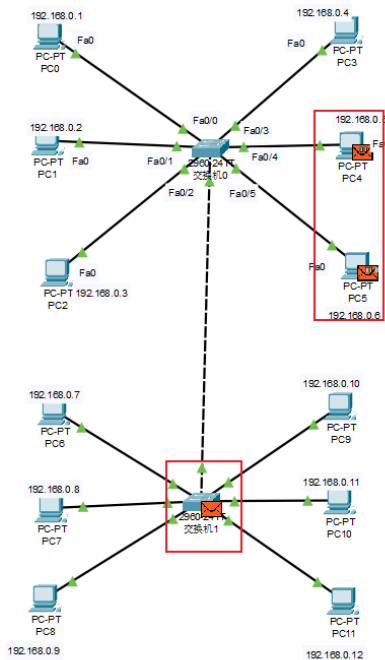 192.168.0.1
192.168.0.4
Fa0
Fa0
PC-PT
PC0
PC-PT
PC3
Fa0/0
Fa0/3
192.168.0.2
PC-PT
PC1
Fa0
Fa0/1
2960-24TT
交换机0
Fa0/4
PC-PT
PC4
Fa0/2
Fa0/5
Fa0
PC-PT
PC2
192.168.0.3
Fa0
PC-PT
PC5
192.168.0.6
192.168.0.7
PC-PT
PC6
192.168.0.10
PC-PT
PC9
192.168.0.8
PC-PT
PC7
2960-24TT
交换机1
192.168.0.11
PC-PT
PC10
PC-PT
PC8
192.168.0.9
PC-PT
PC11
192.168.0.12